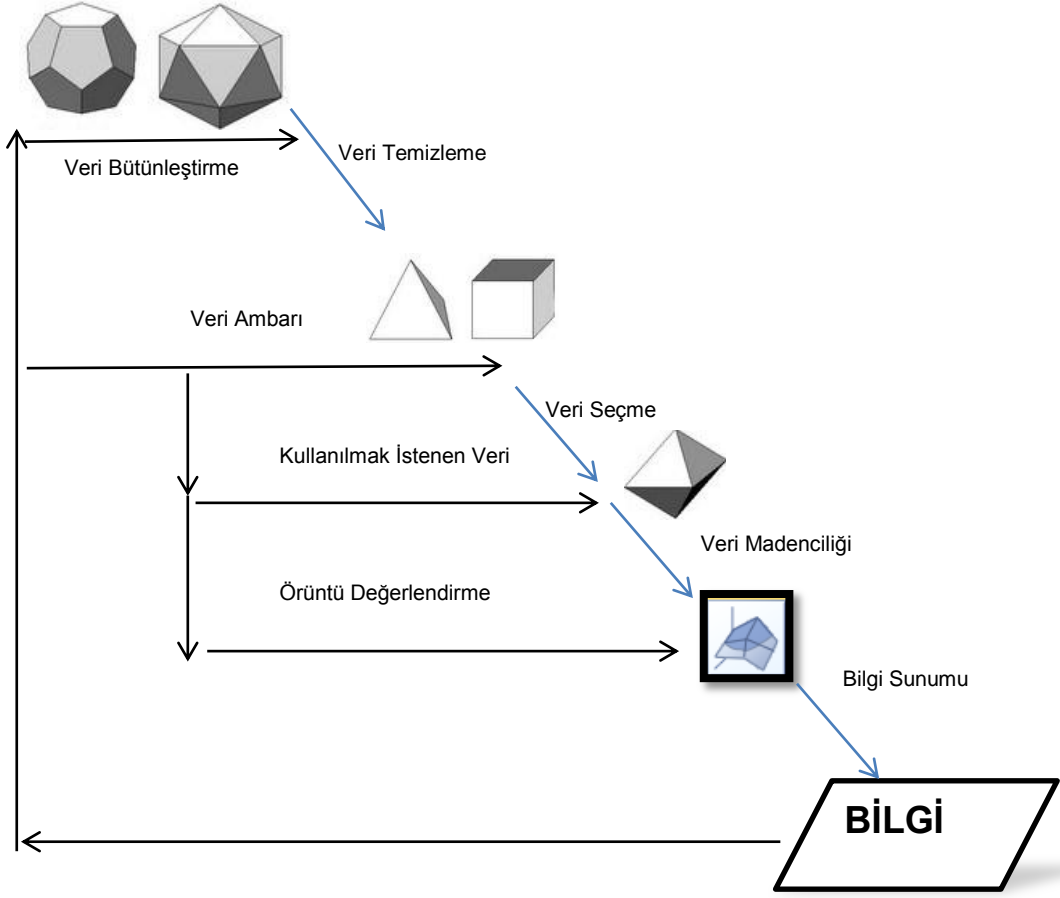 Veri Temizleme
Veri Bütünleştirme
Veri Ambarı
Veri Seçme
Kullanılmak İstenen Veri
Veri Madenciliği
Örüntü Değerlendirme
Bilgi Sunumu
BİLGİ